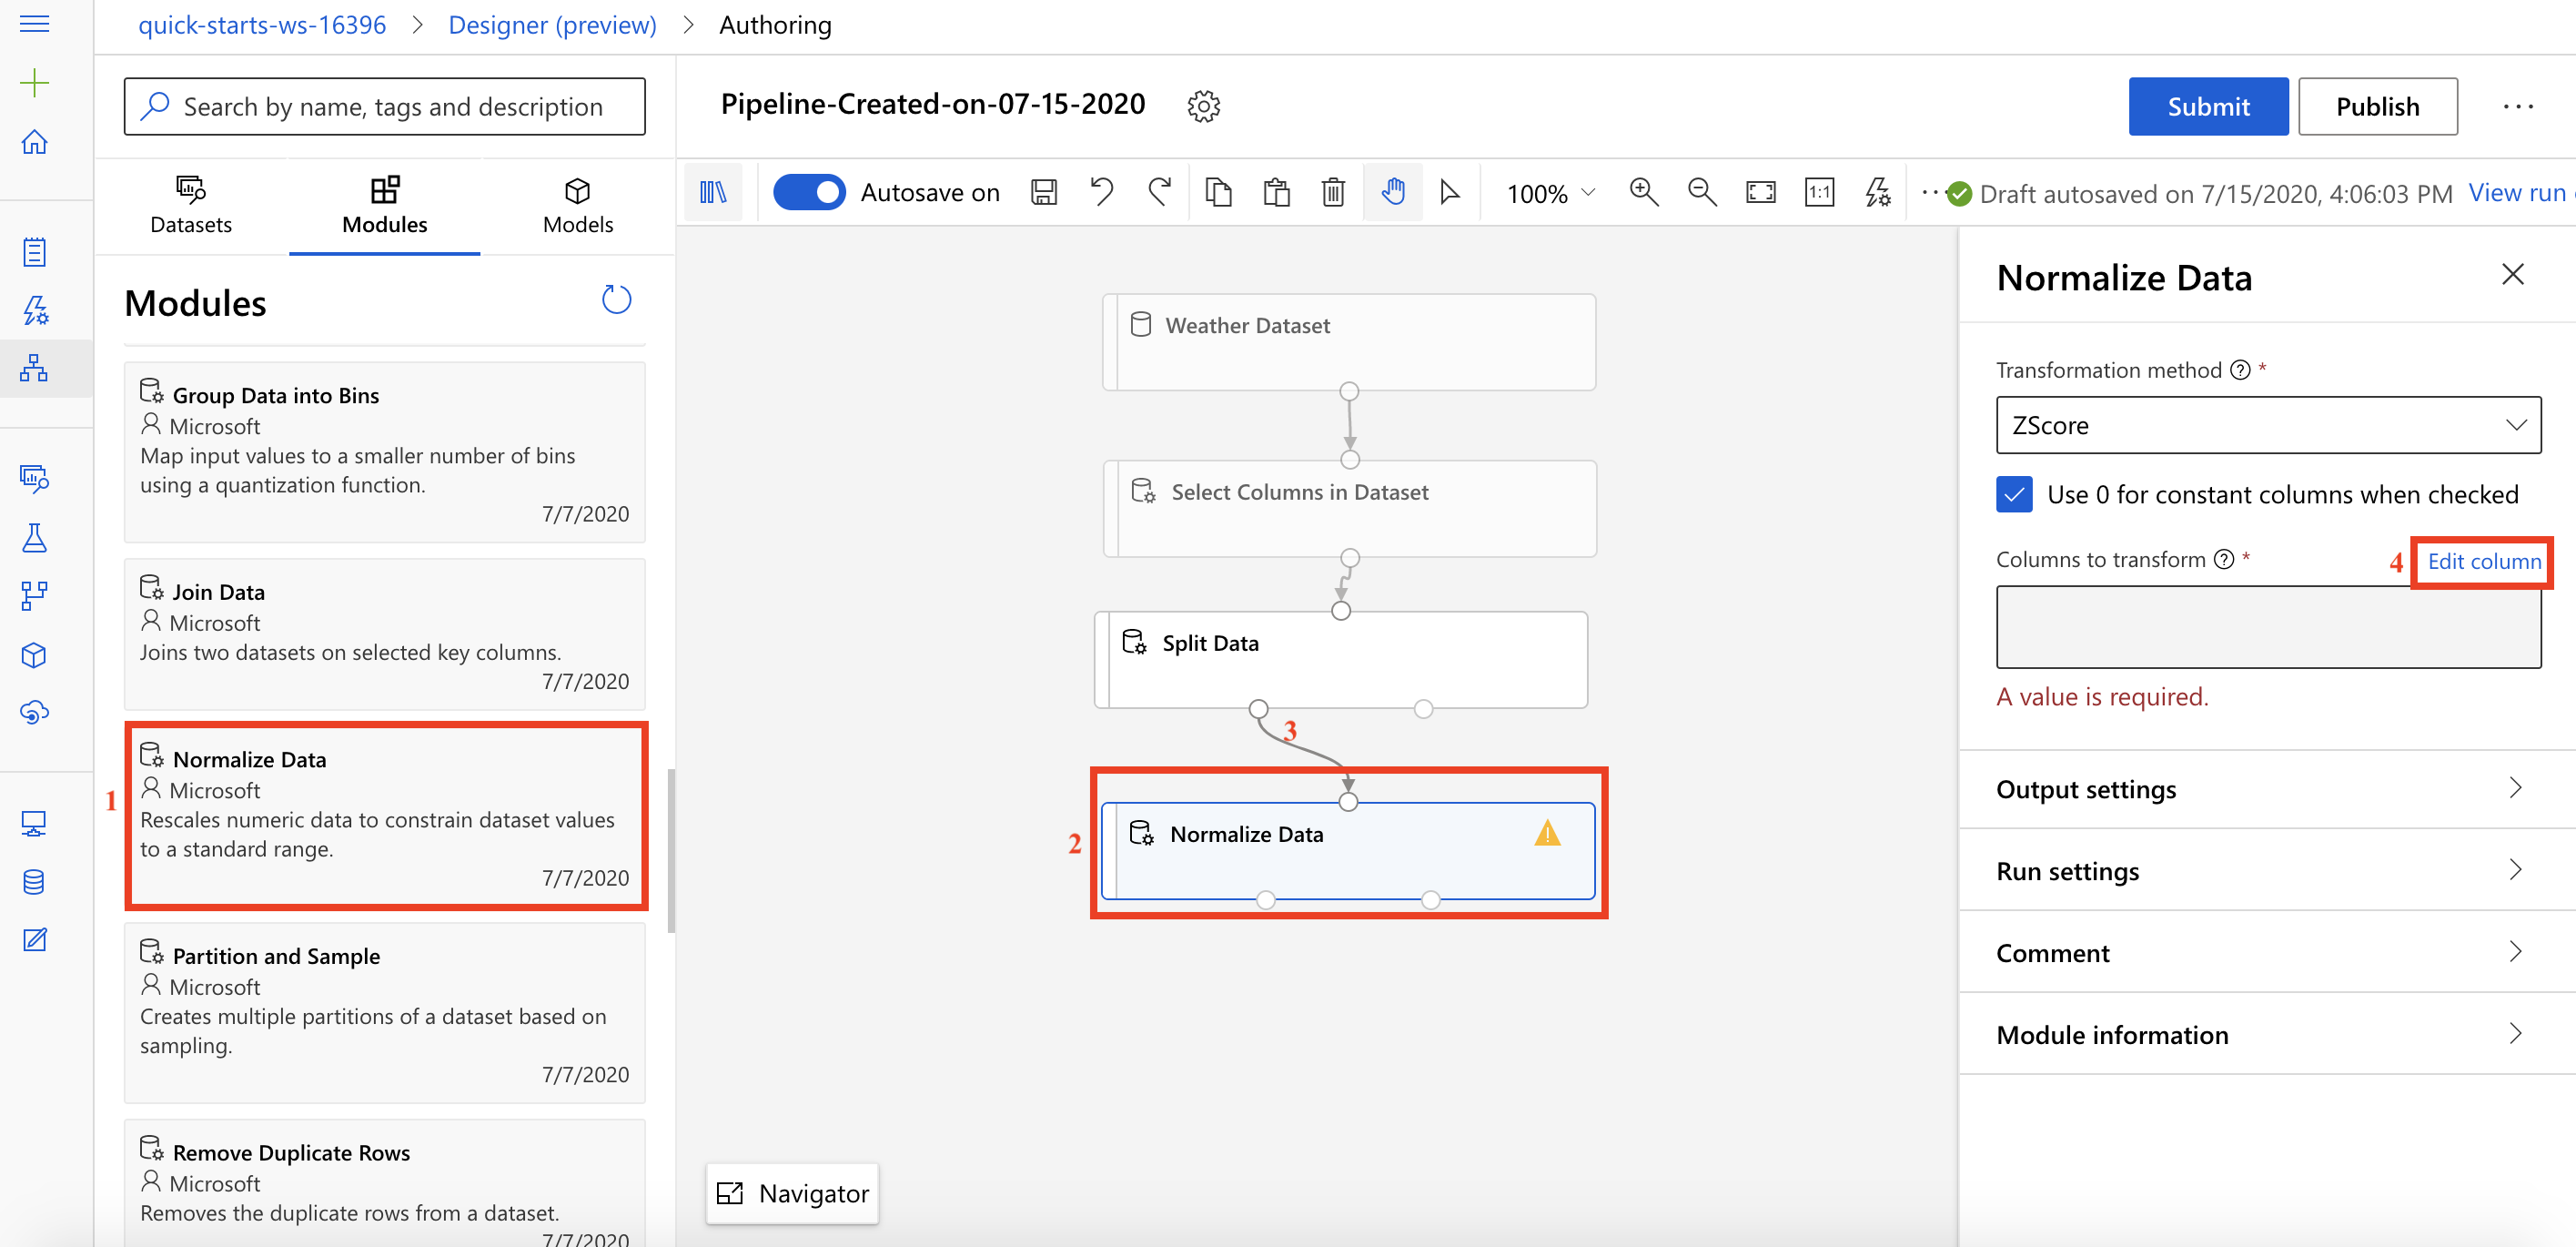 quick-starts-ws-16396 > Designer (preview) > Authoring
Search by name, tags and description
Datasets
Modules
Models
Modules
Group Data into Bins
Microsoft
Map input values to a smaller number of bins
using a quantization function.
7/7/2020
Join Data
Microsoft
Joins two datasets on selected key columns.
7/7/2020
1
Normalize Data
Microsoft
Rescales numeric data to constrain dataset values
to a standard range.
7/7/2020
Partition and Sample
Microsoft
Creates multiple partitions of a dataset based on
sampling.
7/7/2020
Remove Duplicate Rows
Microsoft
Removes the duplicate rows from a dataset.
7/7/2020
Pipeline-Created-on-07-15-2020
Submit
Publish
...
Autosave on
100%
1:1
...
Draft autosaved on 7/15/2020, 4:06:03 PM
View run
Weather Dataset
Select Columns in Dataset
Split Data
3
2
Normalize Data
Navigator
Normalize Data
Transformation method ? *
ZScore
Use 0 for constant columns when checked
Columns to transform ? *
4
Edit column
A value is required.
Output settings
Run settings
Comment
Module information